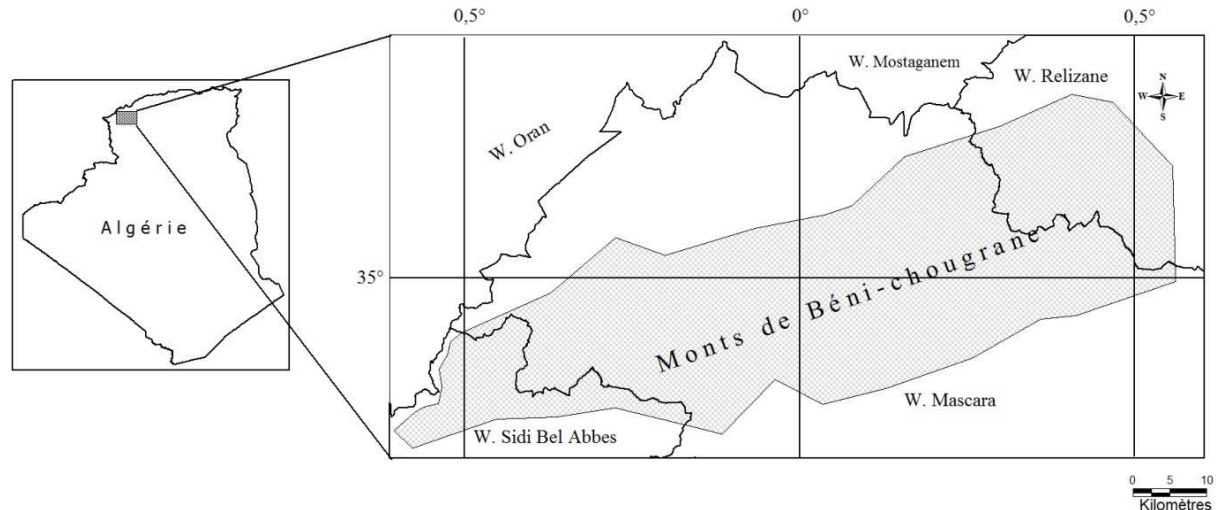 0,5° 0° 0,5°
W. Mostaganem
W. Relizane
N
W E
S
W. Oran
Algérie
35°
Monts de Béni-chougrane
W. Mascara
W. Sidi Bel Abbes
0 5 10
Kilomètres